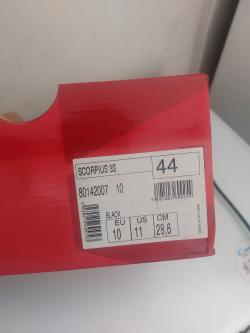 SCORPIUS 3S
44
80142007 10
BLACK
EU US CM
10 11 28,6